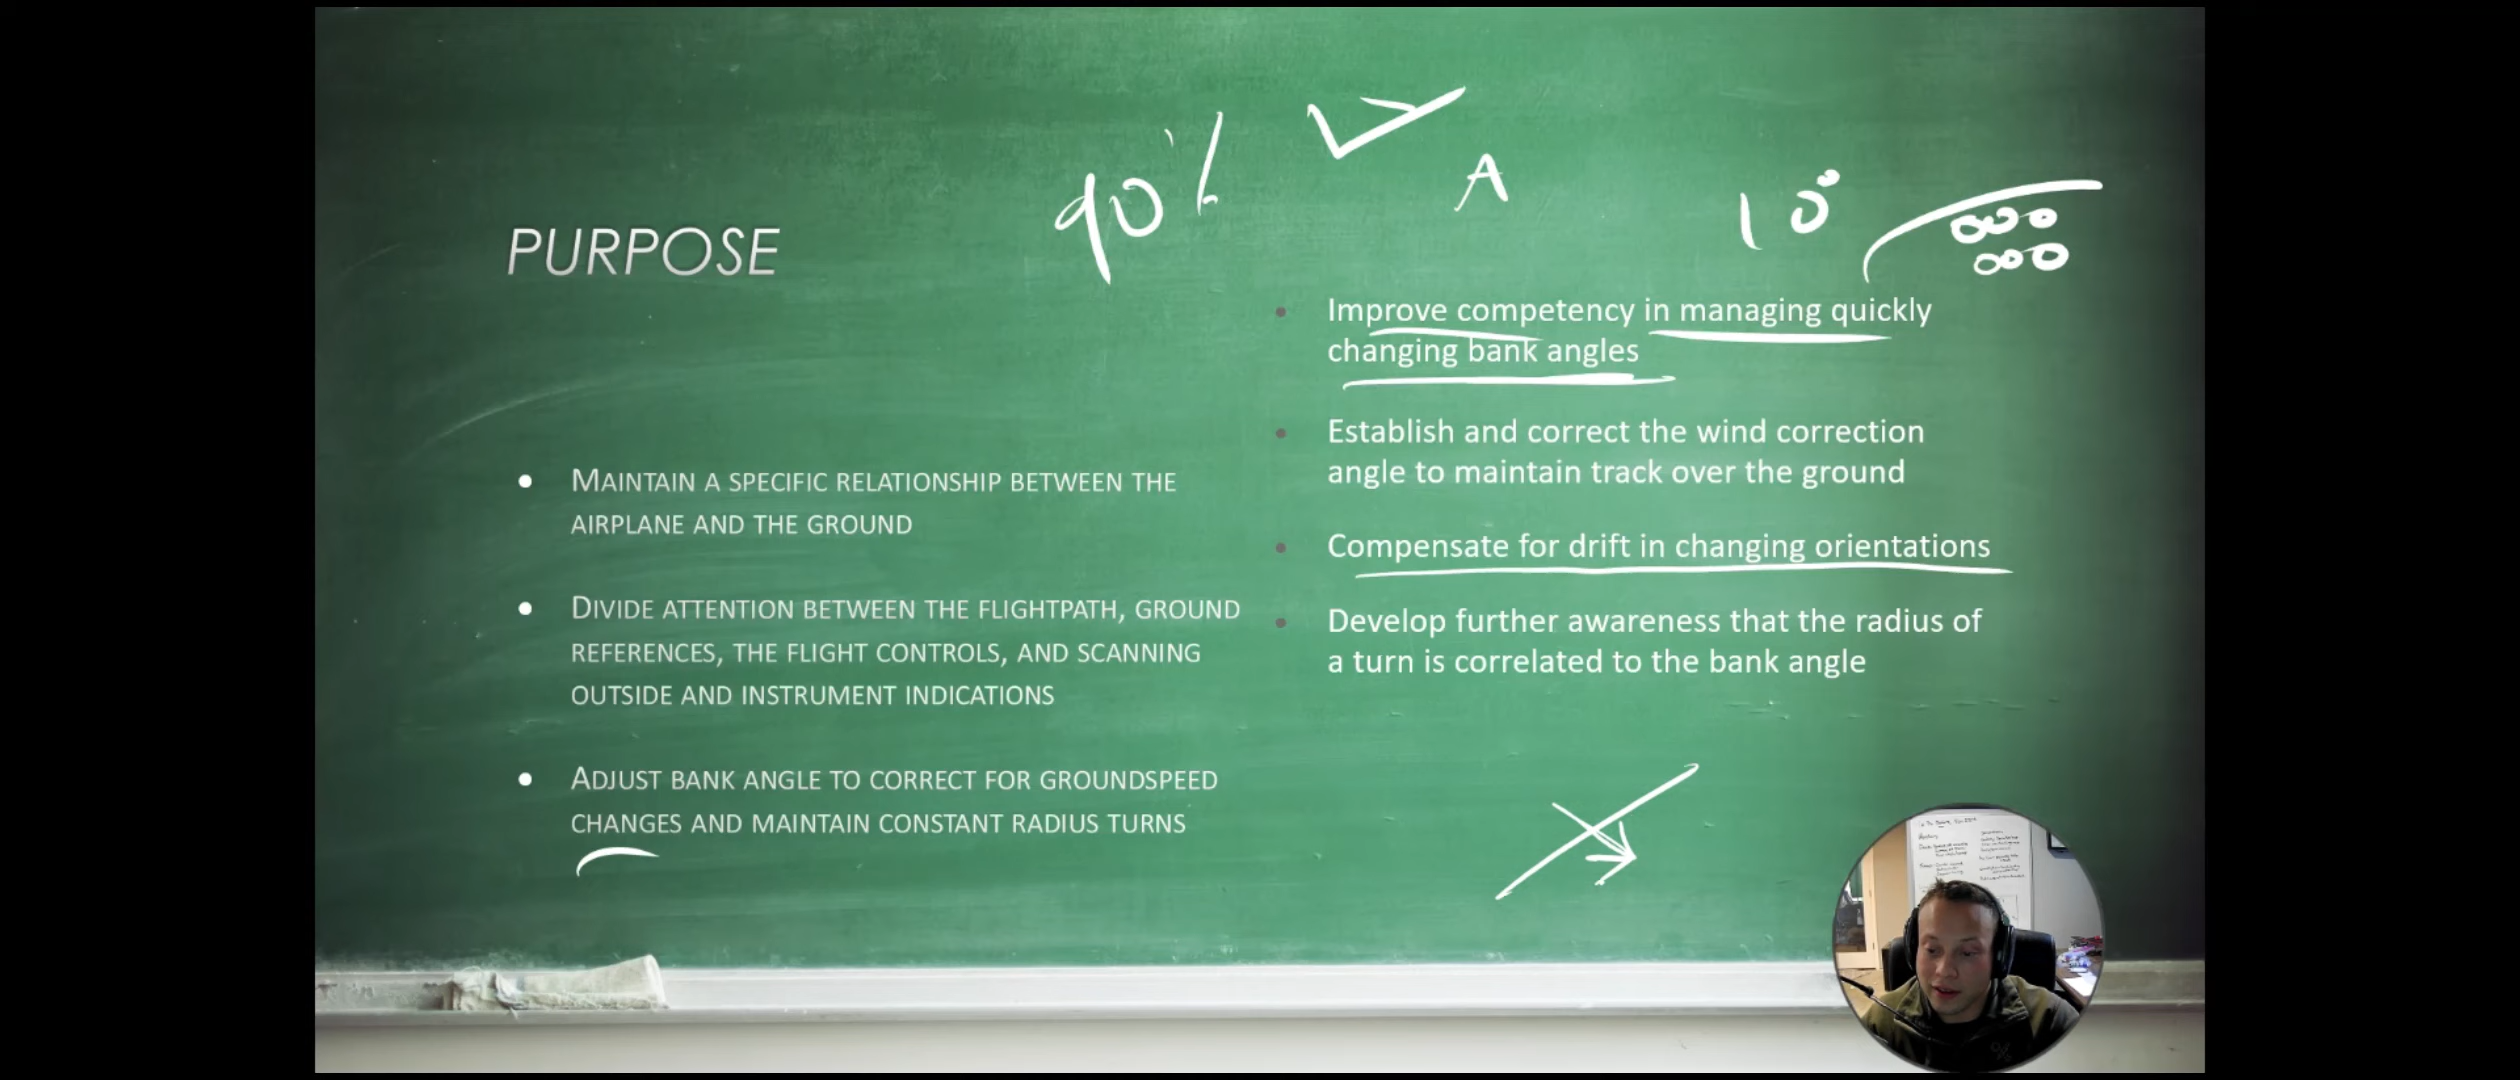 90%
A
10°
PURPOSE
MAINTAIN A SPECIFIC RELATIONSHIP BETWEEN THE
AIRPLANE AND THE GROUND
DIVIDE ATTENTION BETWEEN THE FLIGHTPATH, GROUND
REFERENCES, THE FLIGHT CONTROLS, AND SCANNING
OUTSIDE AND INSTRUMENT INDICATIONS
ADJUST BANK ANGLE TO CORRECT FOR GROUNDSPEED
CHANGES AND MAINTAIN CONSTANT RADIUS TURNS
Improve competency in managing quickly
changing bank angles
Establish and correct the wind correction
angle to maintain track over the ground
Compensate for drift in changing orientations
Develop further awareness that the radius of
a turn is correlated to the bank angle